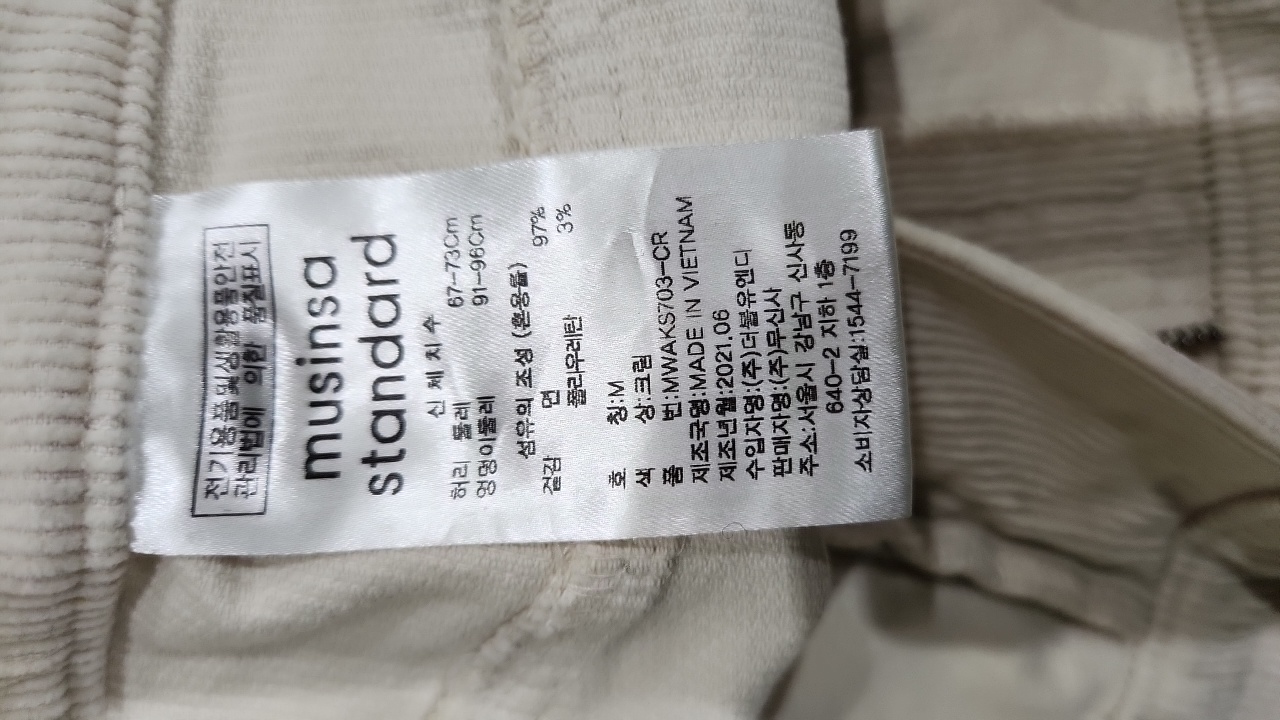 전기용품및생활용품안전
관리법에 의한 품질표시
musinsa
standard
신 체 치 수
허리 둘레 67-73Cm
엉덩이둘레 91-96Cm
섬유의 조성 (혼용율)
겉감 면 97%
폴리우레탄 3%
호 칭:M
색 상:크림
품 번:MWAKS703-CR
제조국명:MADE IN VIETNAM
제조년월:2021.06
수입자명:(주)더블유엔디
판매자명:(주)무신사
주소:서울시 강남구 신사동
640-2 지하 1층
소비자상담실:1544-7199